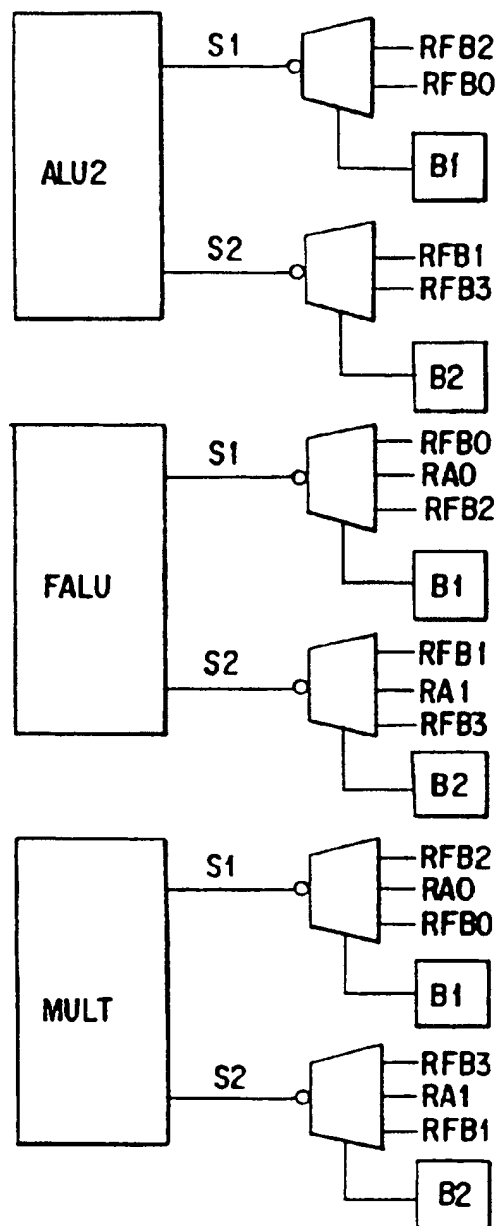 S1
RFB2
RFB0
ALU2
B1
S2
RFB1
RFB3
B2
S1
RFB0
RA0
RFB2
FALU
B1
S2
RFB1
RA1
RFB3
B2
S1
RFB2
RA0
RFB0
MULT
B1
S2
RFB3
RA1
RFB1
B2